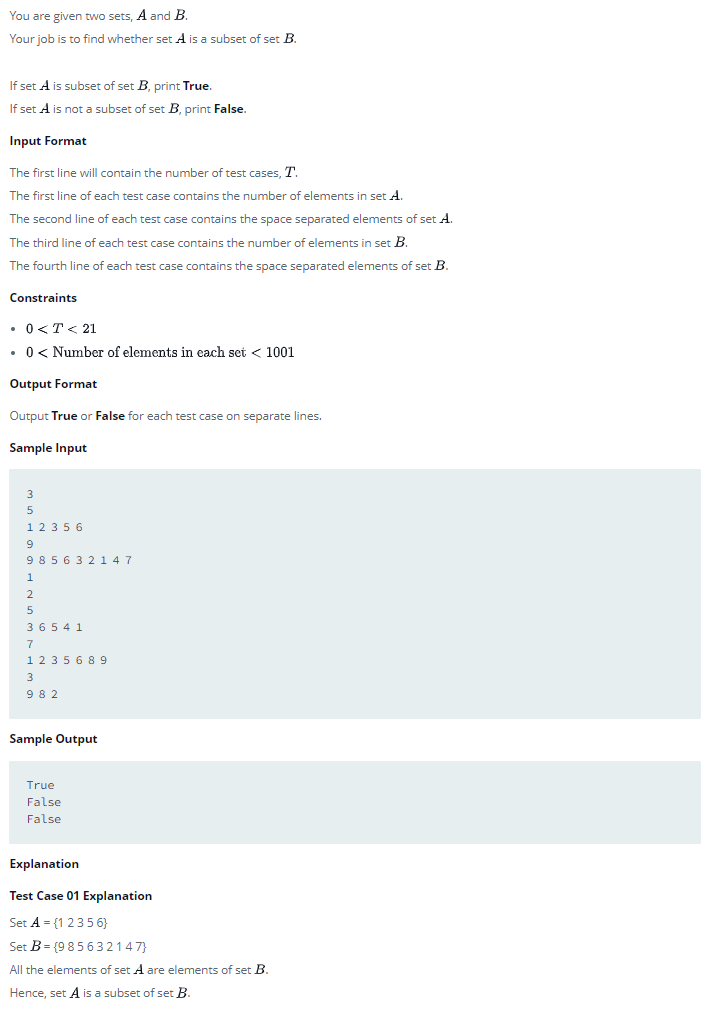 You are given two sets, A and B.
Your job is to find whether set A is a subset of set B.
If set A is subset of set B, print True.
If set A is not a subset of set B, print False.
Input Format
The first line will contain the number of test cases, T.
The first line of each test case contains the number of elements in set A.
The second line of each test case contains the space separated elements of set A.
The third line of each test case contains the number of elements in set B.
The fourth line of each test case contains the space separated elements of set B.
Constraints
• 0 < T < 21
• 0 < Number of elements in each set < 1001
Output Format
Output True or False for each test case on separate lines.
Sample Input
3
5
1 2 3 5 6
9
9 8 5 6 3 2 1 4 7
1
2
5
3 6 5 4 1
7
1 2 3 5 6 8 9
3
9 8 2
Sample Output
True
False
False
Explanation
Test Case 01 Explanation
Set A = {1 2 3 5 6}
Set B = {9 8 5 6 3 2 1 4 7}
All the elements of set A are elements of set B.
Hence, set A is a subset of set B.